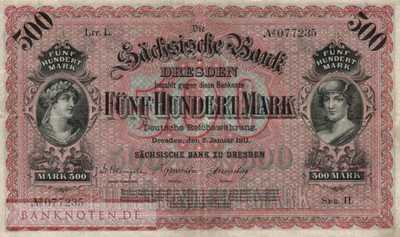 500
500
Lit. L.
Die
№077235
Sächsische Bank
FÜNF
HUNDERT
MARK
FÜNF
HUNDERT
MARK
DRESDEN
bezahlt gegen diese Banknote
FÜNF HUNDERT MARK
Deutsche Reichswährung.
Dresden, den 2. Januar 1911.
SÄCHSISCHE BANK ZU DRESDEN
MARK 500
500 MARK
№077235
Ser. II.
BANKNOTEN.DE